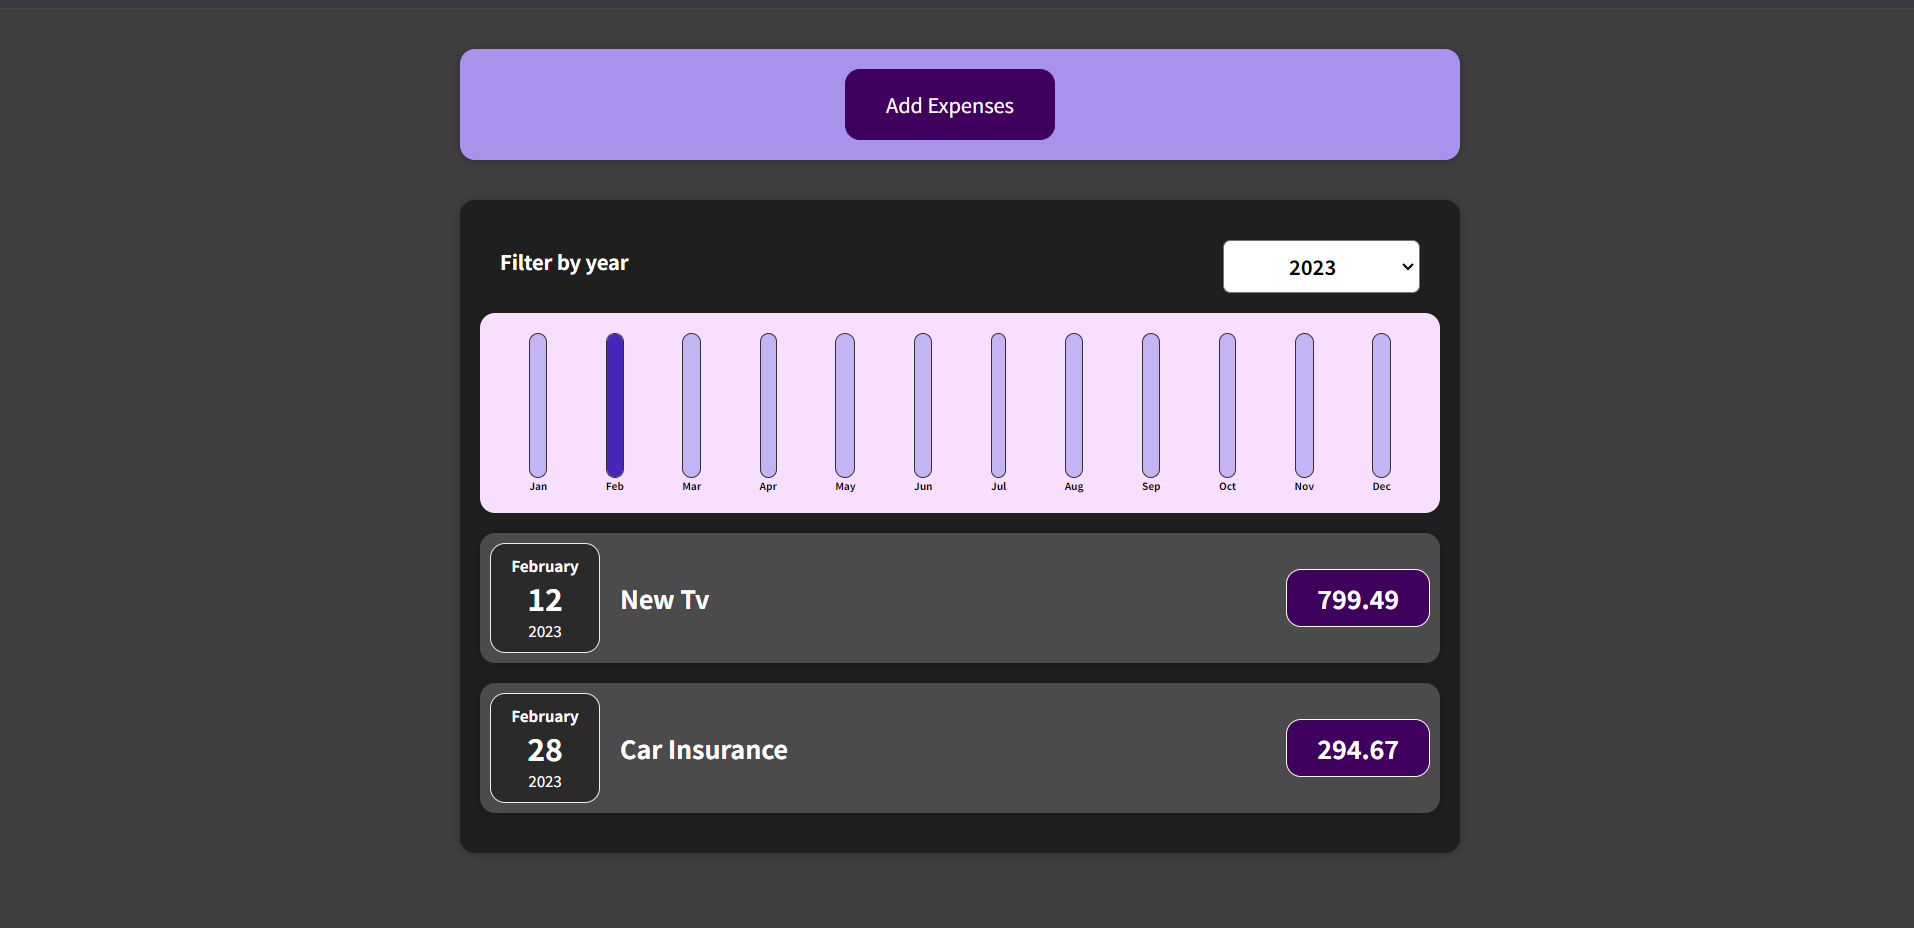 Add Expenses
Filter by year
2023
Jan Feb Mar Apr May Jun Jul Aug Sep Oct Nov Dec
February
12
2023
New Tv
799.49
February
28
2023
Car Insurance
294.67